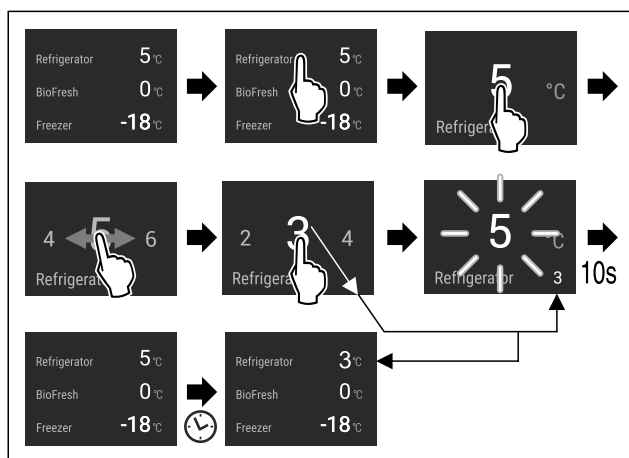 Refrigerator 5 °C
BioFresh 0 °C
Freezer -18 °C
Refrigerator 5 °C
BioFresh 0 °C
Freezer -18 °C
5 °C
4 5 6
Refrigerat
2 3 4
5 °C
Refrigerator 3
10s
Refrigerator 5 °C
BioFresh 0 °C
Freezer -18 °C
Refrigerator 3 °C
BioFresh 0 °C
Freezer -18 °C